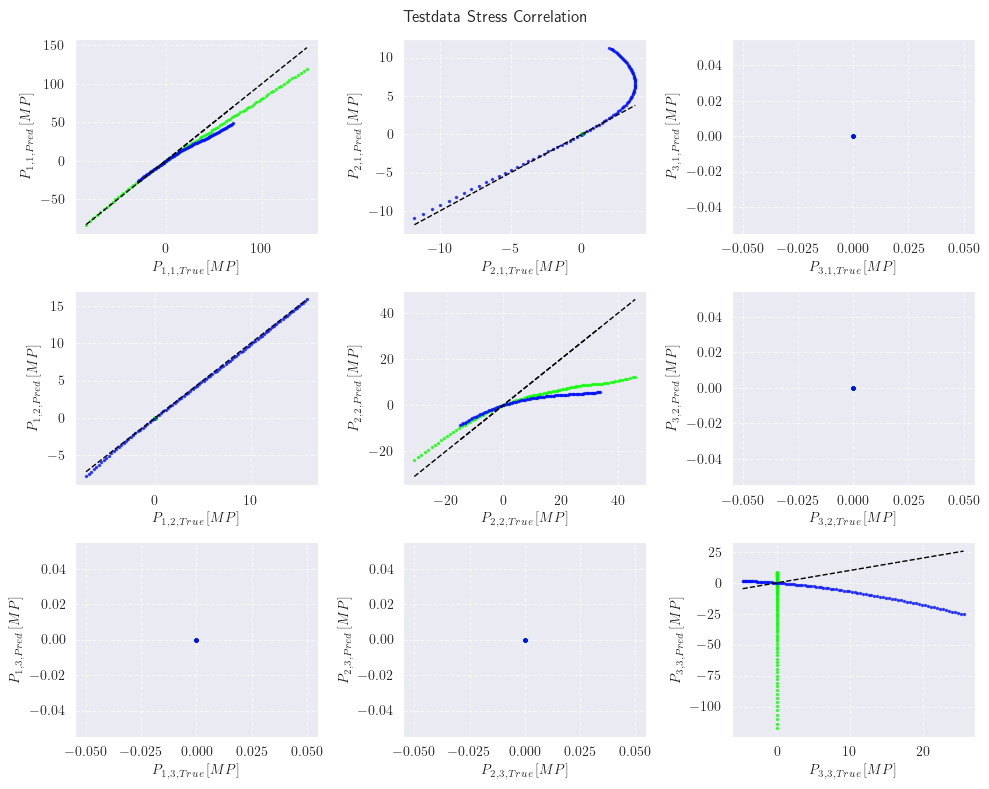 Testdata Stress Correlation
150
100
50
0
−50
P1,1,Pred[MP]
0 100
P1,1,True[MP]
10
5
0
−5
−10
P2,1,Pred[MP]
−10 −5 0
P2,1,True[MP]
0.04
0.02
0.00
−0.02
−0.04
P3,1,Pred[MP]
−0.050 −0.025 0.000 0.025 0.050
P3,1,True[MP]
15
10
5
0
−5
P1,2,Pred[MP]
0 10
P1,2,True[MP]
40
20
0
−20
P2,2,Pred[MP]
−20 0 20 40
P2,2,True[MP]
0.04
0.02
0.00
−0.02
−0.04
P3,2,Pred[MP]
−0.050 −0.025 0.000 0.025 0.050
P3,2,True[MP]
0.04
0.02
0.00
−0.02
−0.04
P1,3,Pred[MP]
−0.050 −0.025 0.000 0.025 0.050
P1,3,True[MP]
0.04
0.02
0.00
−0.02
−0.04
P2,3,Pred[MP]
−0.050 −0.025 0.000 0.025 0.050
P2,3,True[MP]
25
0
−25
−50
−75
−100
P3,3,Pred[MP]
0 10 20
P3,3,True[MP]